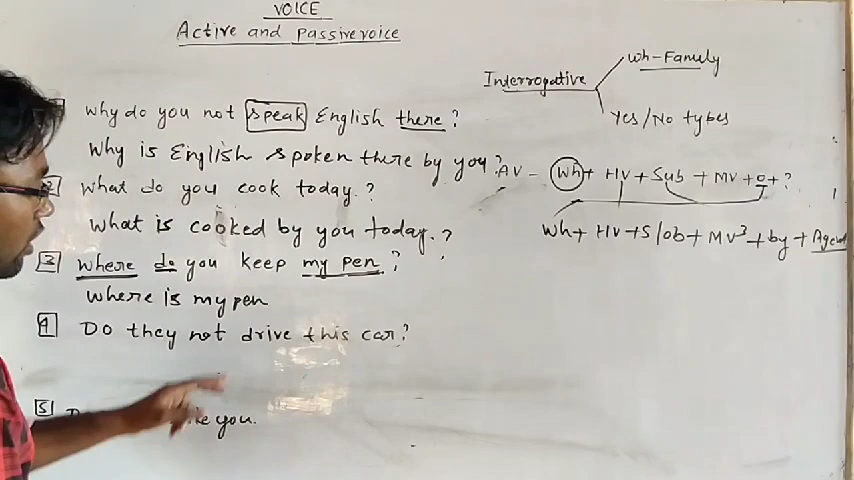 VOICE
Active and Passive voice
Interrogative
Wh-Family
Yes/No types
Why do you not speak English there?
Why is English spoken there by you?
AV - Wh + HV + Sub + MV + o + ?
Wh + HV + S/ob + MV³ + by + Agent
2 What do you cook today.?
What is cooked by you today.?
3 where do you keep my pen?
where is my pen
4 Do they not drive this car?
5 you.